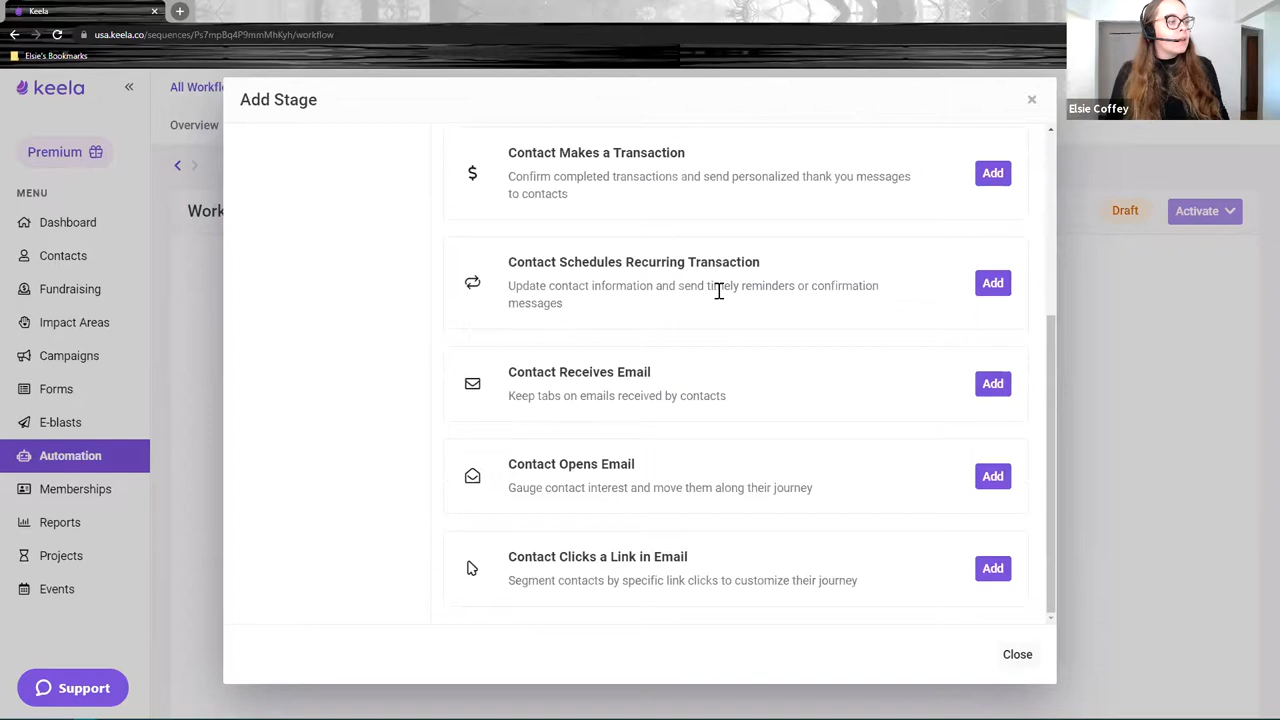 Keela
usa.keela.co/sequences/Ps7mpBq4P9mmMhKyh/workflow
Elsie's Bookmarks
Elsie Coffey
keela
Premium
MENU
Dashboard
Contacts
Fundraising
Impact Areas
Campaigns
Forms
E-blasts
Automation
Memberships
Reports
Projects
Events
Support
All Workfl
Overview
Work
Draft
Activate
Add Stage
Contact Makes a Transaction
Confirm completed transactions and send personalized thank you messages
to contacts
Add
Contact Schedules Recurring Transaction
Update contact information and send timely reminders or confirmation
messages
Add
Contact Receives Email
Keep tabs on emails received by contacts
Add
Contact Opens Email
Gauge contact interest and move them along their journey
Add
Contact Clicks a Link in Email
Segment contacts by specific link clicks to customize their journey
Add
Close